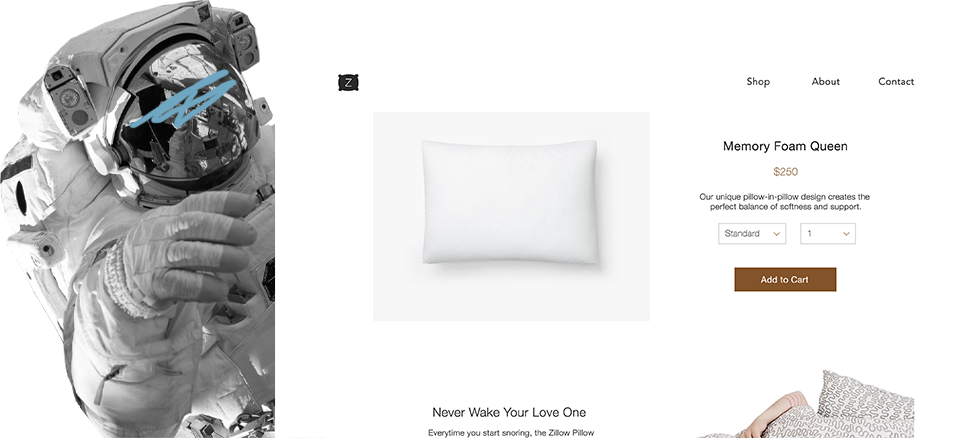 Z
Shop
About
Contact
Memory Foam Queen
$250
Our unique pillow-in-pillow design creates the
perfect balance of softness and support.
Standard
1
Add to Cart
Never Wake Your Love One
Everytime you start snoring, the Zillow Pillow